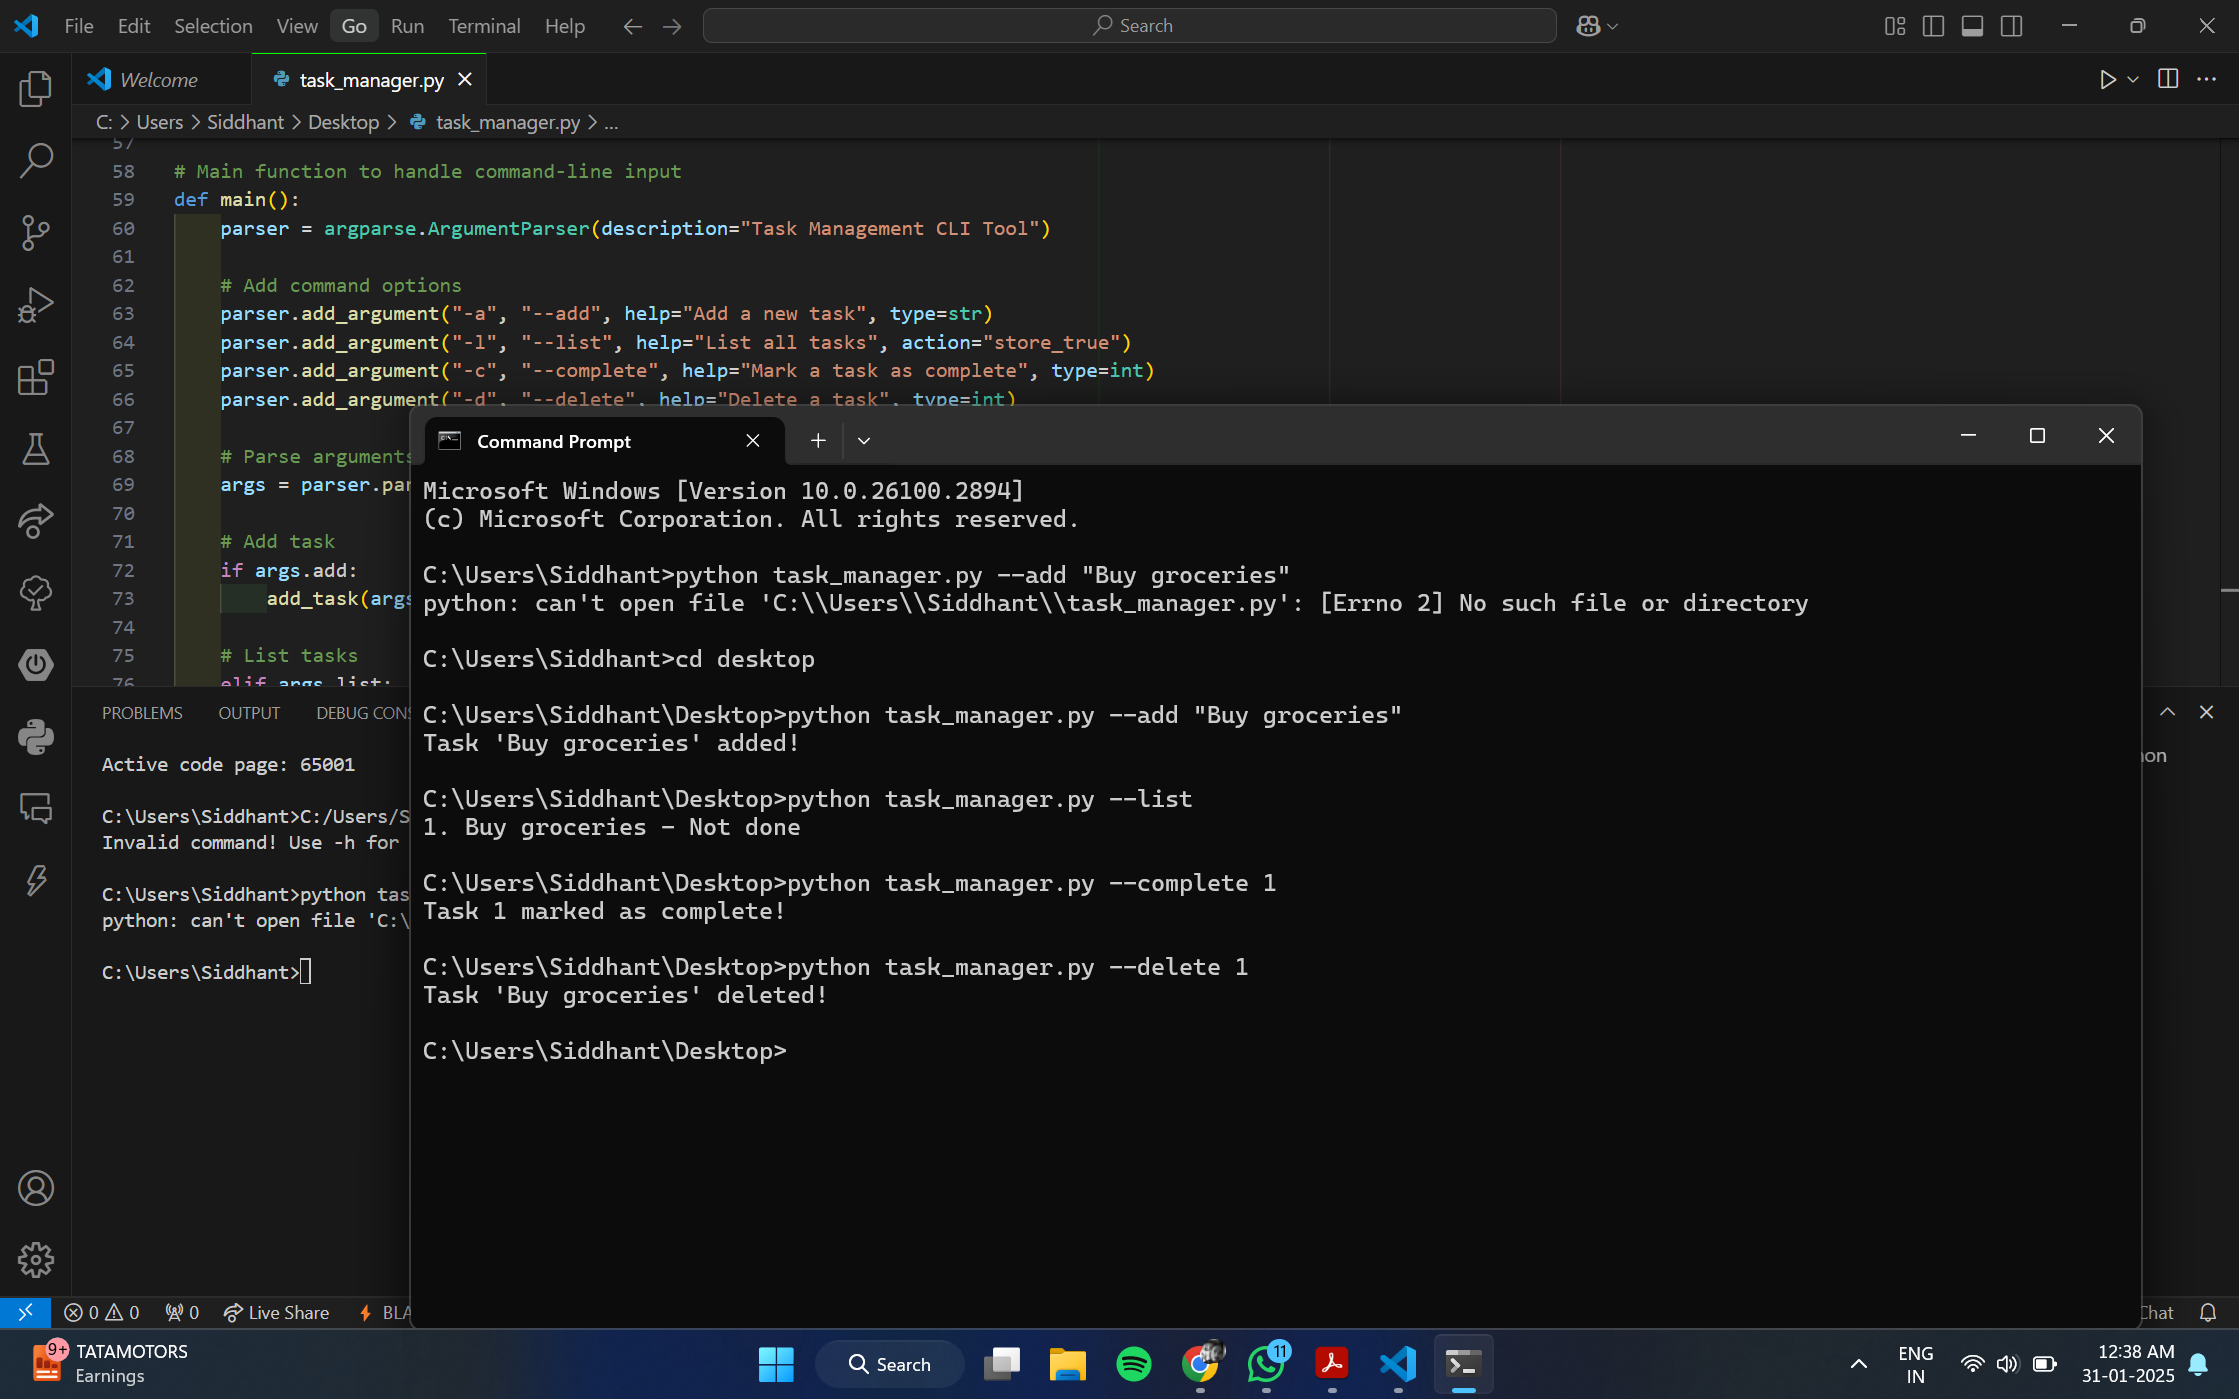 File Edit Selection View Go Run Terminal Help Search
Welcome task_manager.py
C: > Users > Siddhant > Desktop > task_manager.py > ...
57
58 # Main function to handle command-line input
59 def main():
60 parser = argparse.ArgumentParser(description="Task Management CLI Tool")
61
62 # Add command options
63 parser.add_argument("-a", "--add", help="Add a new task", type=str)
64 parser.add_argument("-l", "--list", help="List all tasks", action="store_true")
65 parser.add_argument("-c", "--complete", help="Mark a task as complete", type=int)
66 parser.add_argument("-d", "--delete", help="Delete a task", type=int)
67
68 # Parse arguments
69 args = parser.par
70
71 # Add task
72 if args.add:
73 add_task(args
74
75 # List tasks
76 elif args.list:
PROBLEMS OUTPUT DEBUG CONS
Active code page: 65001
C:\Users\Siddhant>C:/Users/S
Invalid command! Use -h for
C:\Users\Siddhant>python tas
python: can't open file 'C:\
C:\Users\Siddhant>
Command Prompt
Microsoft Windows [Version 10.0.26100.2894]
(c) Microsoft Corporation. All rights reserved.
C:\Users\Siddhant>python task_manager.py --add "Buy groceries"
python: can't open file 'C:\\Users\\Siddhant\\task_manager.py': [Errno 2] No such file or directory
C:\Users\Siddhant>cd desktop
C:\Users\Siddhant\Desktop>python task_manager.py --add "Buy groceries"
Task 'Buy groceries' added!
C:\Users\Siddhant\Desktop>python task_manager.py --list
1. Buy groceries - Not done
C:\Users\Siddhant\Desktop>python task_manager.py --complete 1
Task 1 marked as complete!
C:\Users\Siddhant\Desktop>python task_manager.py --delete 1
Task 'Buy groceries' deleted!
C:\Users\Siddhant\Desktop>
hon
0 0 0 Live Share BLA Chat
9+ TATAMOTORS
Earnings
Search
11
ENG
IN
12:38 AM
31-01-2025